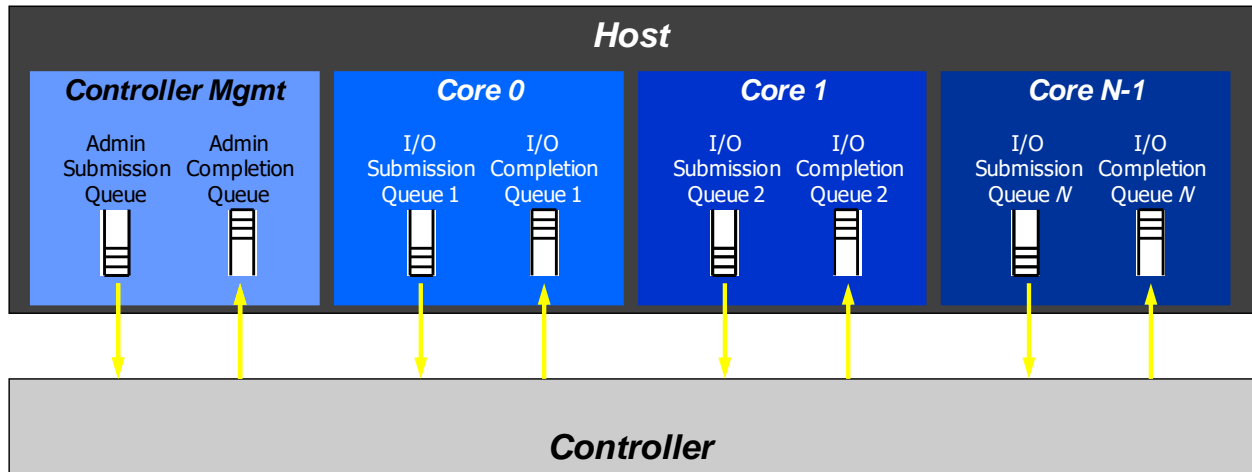 Host
Controller Mgmt
Admin
Submission
Queue
Admin
Completion
Queue
Core 0
I/O
Submission
Queue 1
I/O
Completion
Queue 1
Core 1
I/O
Submission
Queue 2
I/O
Completion
Queue 2
Core N-1
I/O
Submission
Queue N
I/O
Completion
Queue N
Controller